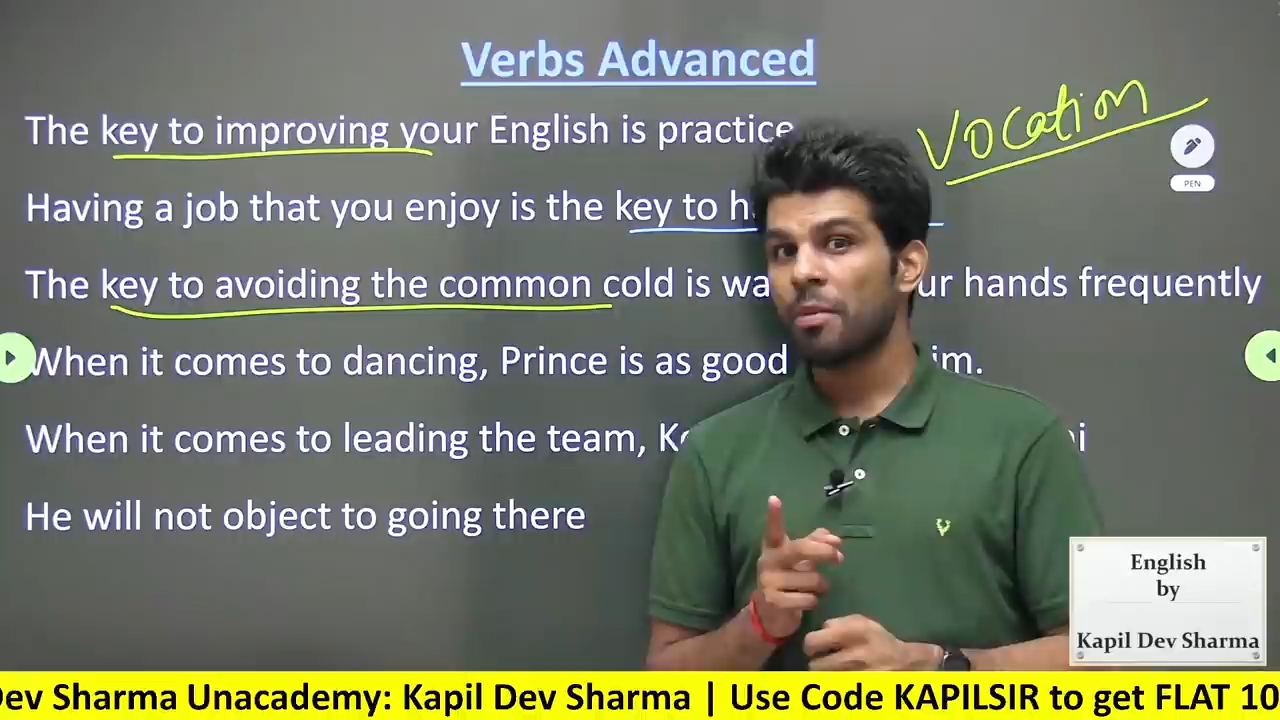 Verbs Advanced
The key to improving your English is practice
vocation
PEN
Having a job that you enjoy is the key to
The key to avoiding the common cold is hands frequently
When it comes to dancing, Prince is as good
When it comes to leading the team,
He will not object to going there
English
by
Kapil Dev Sharma
Dev Sharma Unacademy: Kapil Dev Sharma | Use Code KAPILSIR to get FLAT 10